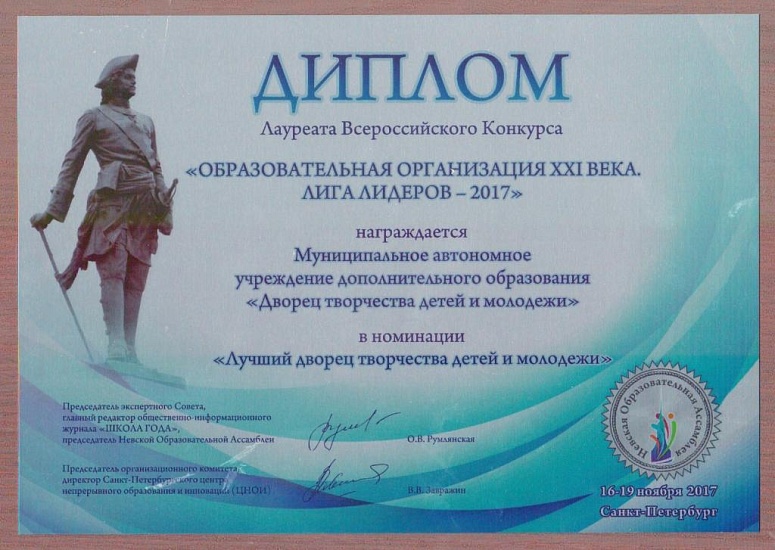 ДИПЛОМ
Лауреата Всероссийского Конкурса
«ОБРАЗОВАТЕЛЬНАЯ ОРГАНИЗАЦИЯ XXI ВЕКА.
ЛИГА ЛИДЕРОВ – 2017»
награждается
Муниципальное автономное
учреждение дополнительного образования
«Дворец творчества детей и молодежи»
в номинации
«Лучший дворец творчества детей и молодежи»
Председатель экспертного Совета,
главный редактор общественно-информационного
журнала «ШКОЛА ГОДА»,
председатель Невской Образовательной Ассамблеи
О.В. Румлянская
Председатель организационного комитета
директор Санкт-Петербургского центра
непрерывного образования и инноваций (ЦНОИ)
В.В. Завражин
Невская Образовательная Ассамблея
16-19 ноября 2017
Санкт-Петербург